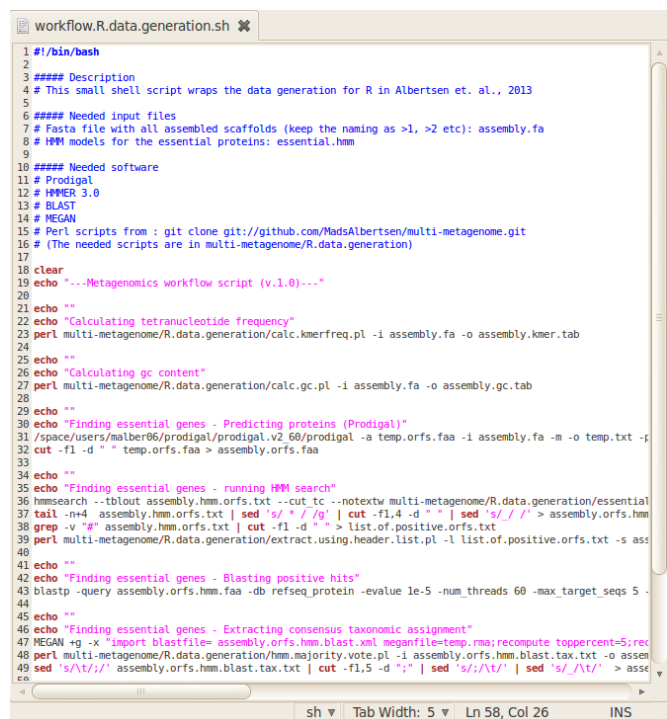 workflow.R.data.generation.sh
1 #!/bin/bash
2
3 ##### Description
4 # This small shell script wraps the data generation for R in Albertsen et. al., 2013
5
6 ##### Needed input files
7 # Fasta file with all assembled scaffolds (keep the naming as >1, >2 etc): assembly.fa
8 # HMM models for the essential proteins: essential.hmm
9
10 ##### Needed software
11 # Prodigal
12 # HMMER 3.0
13 # BLAST
14 # MEGAN
15 # Perl scripts from : git clone git://github.com/MadsAlbertsen/multi-metagenome.git
16 # (The needed scripts are in multi-metagenome/R.data.generation)
17
18 clear
19 echo "---Metagenomics workflow script (v.1.0)---"
20
21 echo ""
22 echo "Calculating tetranucleotide frequency"
23 perl multi-metagenome/R.data.generation/calc.kmerfreq.pl -i assembly.fa -o assembly.kmer.tab
24
25 echo ""
26 echo "Calculating gc content"
27 perl multi-metagenome/R.data.generation/calc.gc.pl -i assembly.fa -o assembly.gc.tab
28
29 echo ""
30 echo "Finding essential genes - Predicting proteins (Prodigal)"
31 /space/users/malber06/prodigal/prodigal.v2_60/prodigal -a temp.orfs.faa -i assembly.fa -m -o temp.txt -p
32 cut -f1 -d " " temp.orfs.faa > assembly.orfs.faa
33
34 echo ""
35 echo "Finding essential genes - running HMM search"
36 hmmsearch --tblout assembly.hmm.orfs.txt --cut_tc --notextw multi-metagenome/R.data.generation/essential
37 tail -n+4  assembly.hmm.orfs.txt | sed 's/ * / /g' | cut -f1,4 -d " " | sed 's/_/ /' > assembly.orfs.hmm
38 grep -v "#" assembly.hmm.orfs.txt | cut -f1 -d " " > list.of.positive.orfs.txt
39 perl multi-metagenome/R.data.generation/extract.using.header.list.pl -l list.of.positive.orfs.txt -s ass
40
41 echo ""
42 echo "Finding essential genes - Blasting positive hits"
43 blastp -query assembly.orfs.hmm.faa -db refseq_protein -evalue 1e-5 -num_threads 60 -max_target_seqs 5 -
44
45 echo ""
46 echo "Finding essential genes - Extracting consensus taxonomic assignment"
47 MEGAN +g -x "import blastfile= assembly.orfs.hmm.blast.xml meganfile=temp.rma;recompute toppercent=5;rec
48 perl multi-metagenome/R.data.generation/hmm.majority.vote.pl -i assembly.orfs.hmm.blast.tax.txt -o assem
49 sed 's/\t/;/' assembly.orfs.hmm.blast.tax.txt | cut -f1,5 -d ";" | sed 's/;/\t/' | sed 's/_/\t/'  > asse
sh Tab Width: 5 Ln 58, Col 26 INS